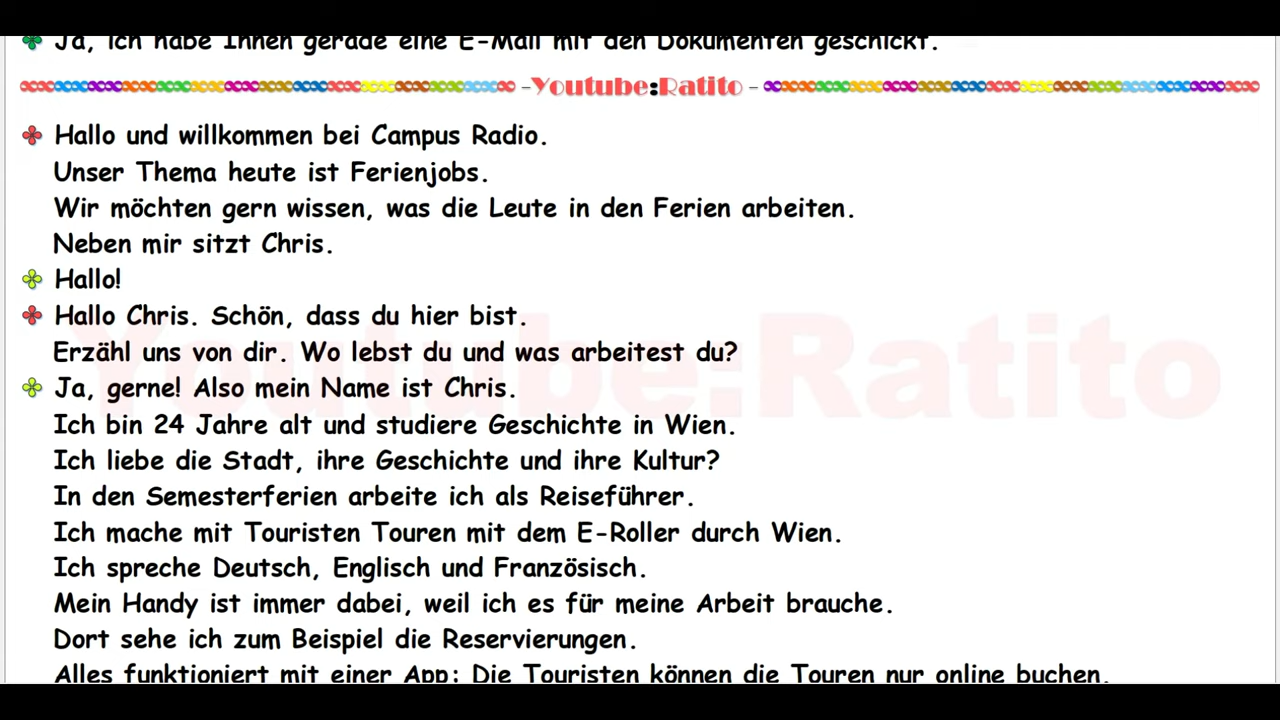 Ja, ich habe Ihnen gerade eine E-Mail mit den Dokumenten geschickt.
-Youtube:Ratito -
Hallo und willkommen bei Campus Radio.
Unser Thema heute ist Ferienjobs.
Wir möchten gern wissen, was die Leute in den Ferien arbeiten.
Neben mir sitzt Chris.
Hallo!
Hallo Chris. Schön, dass du hier bist.
Erzähl uns von dir. Wo lebst du und was arbeitest du?
Youtube:Ratito
Ja, gerne! Also mein Name ist Chris.
Ich bin 24 Jahre alt und studiere Geschichte in Wien.
Ich liebe die Stadt, ihre Geschichte und ihre Kultur?
In den Semesterferien arbeite ich als Reiseführer.
Ich mache mit Touristen Touren mit dem E-Roller durch Wien.
Ich spreche Deutsch, Englisch und Französisch.
Mein Handy ist immer dabei, weil ich es für meine Arbeit brauche.
Dort sehe ich zum Beispiel die Reservierungen.
Alles funktioniert mit einer App: Die Touristen können die Touren nur online buchen.